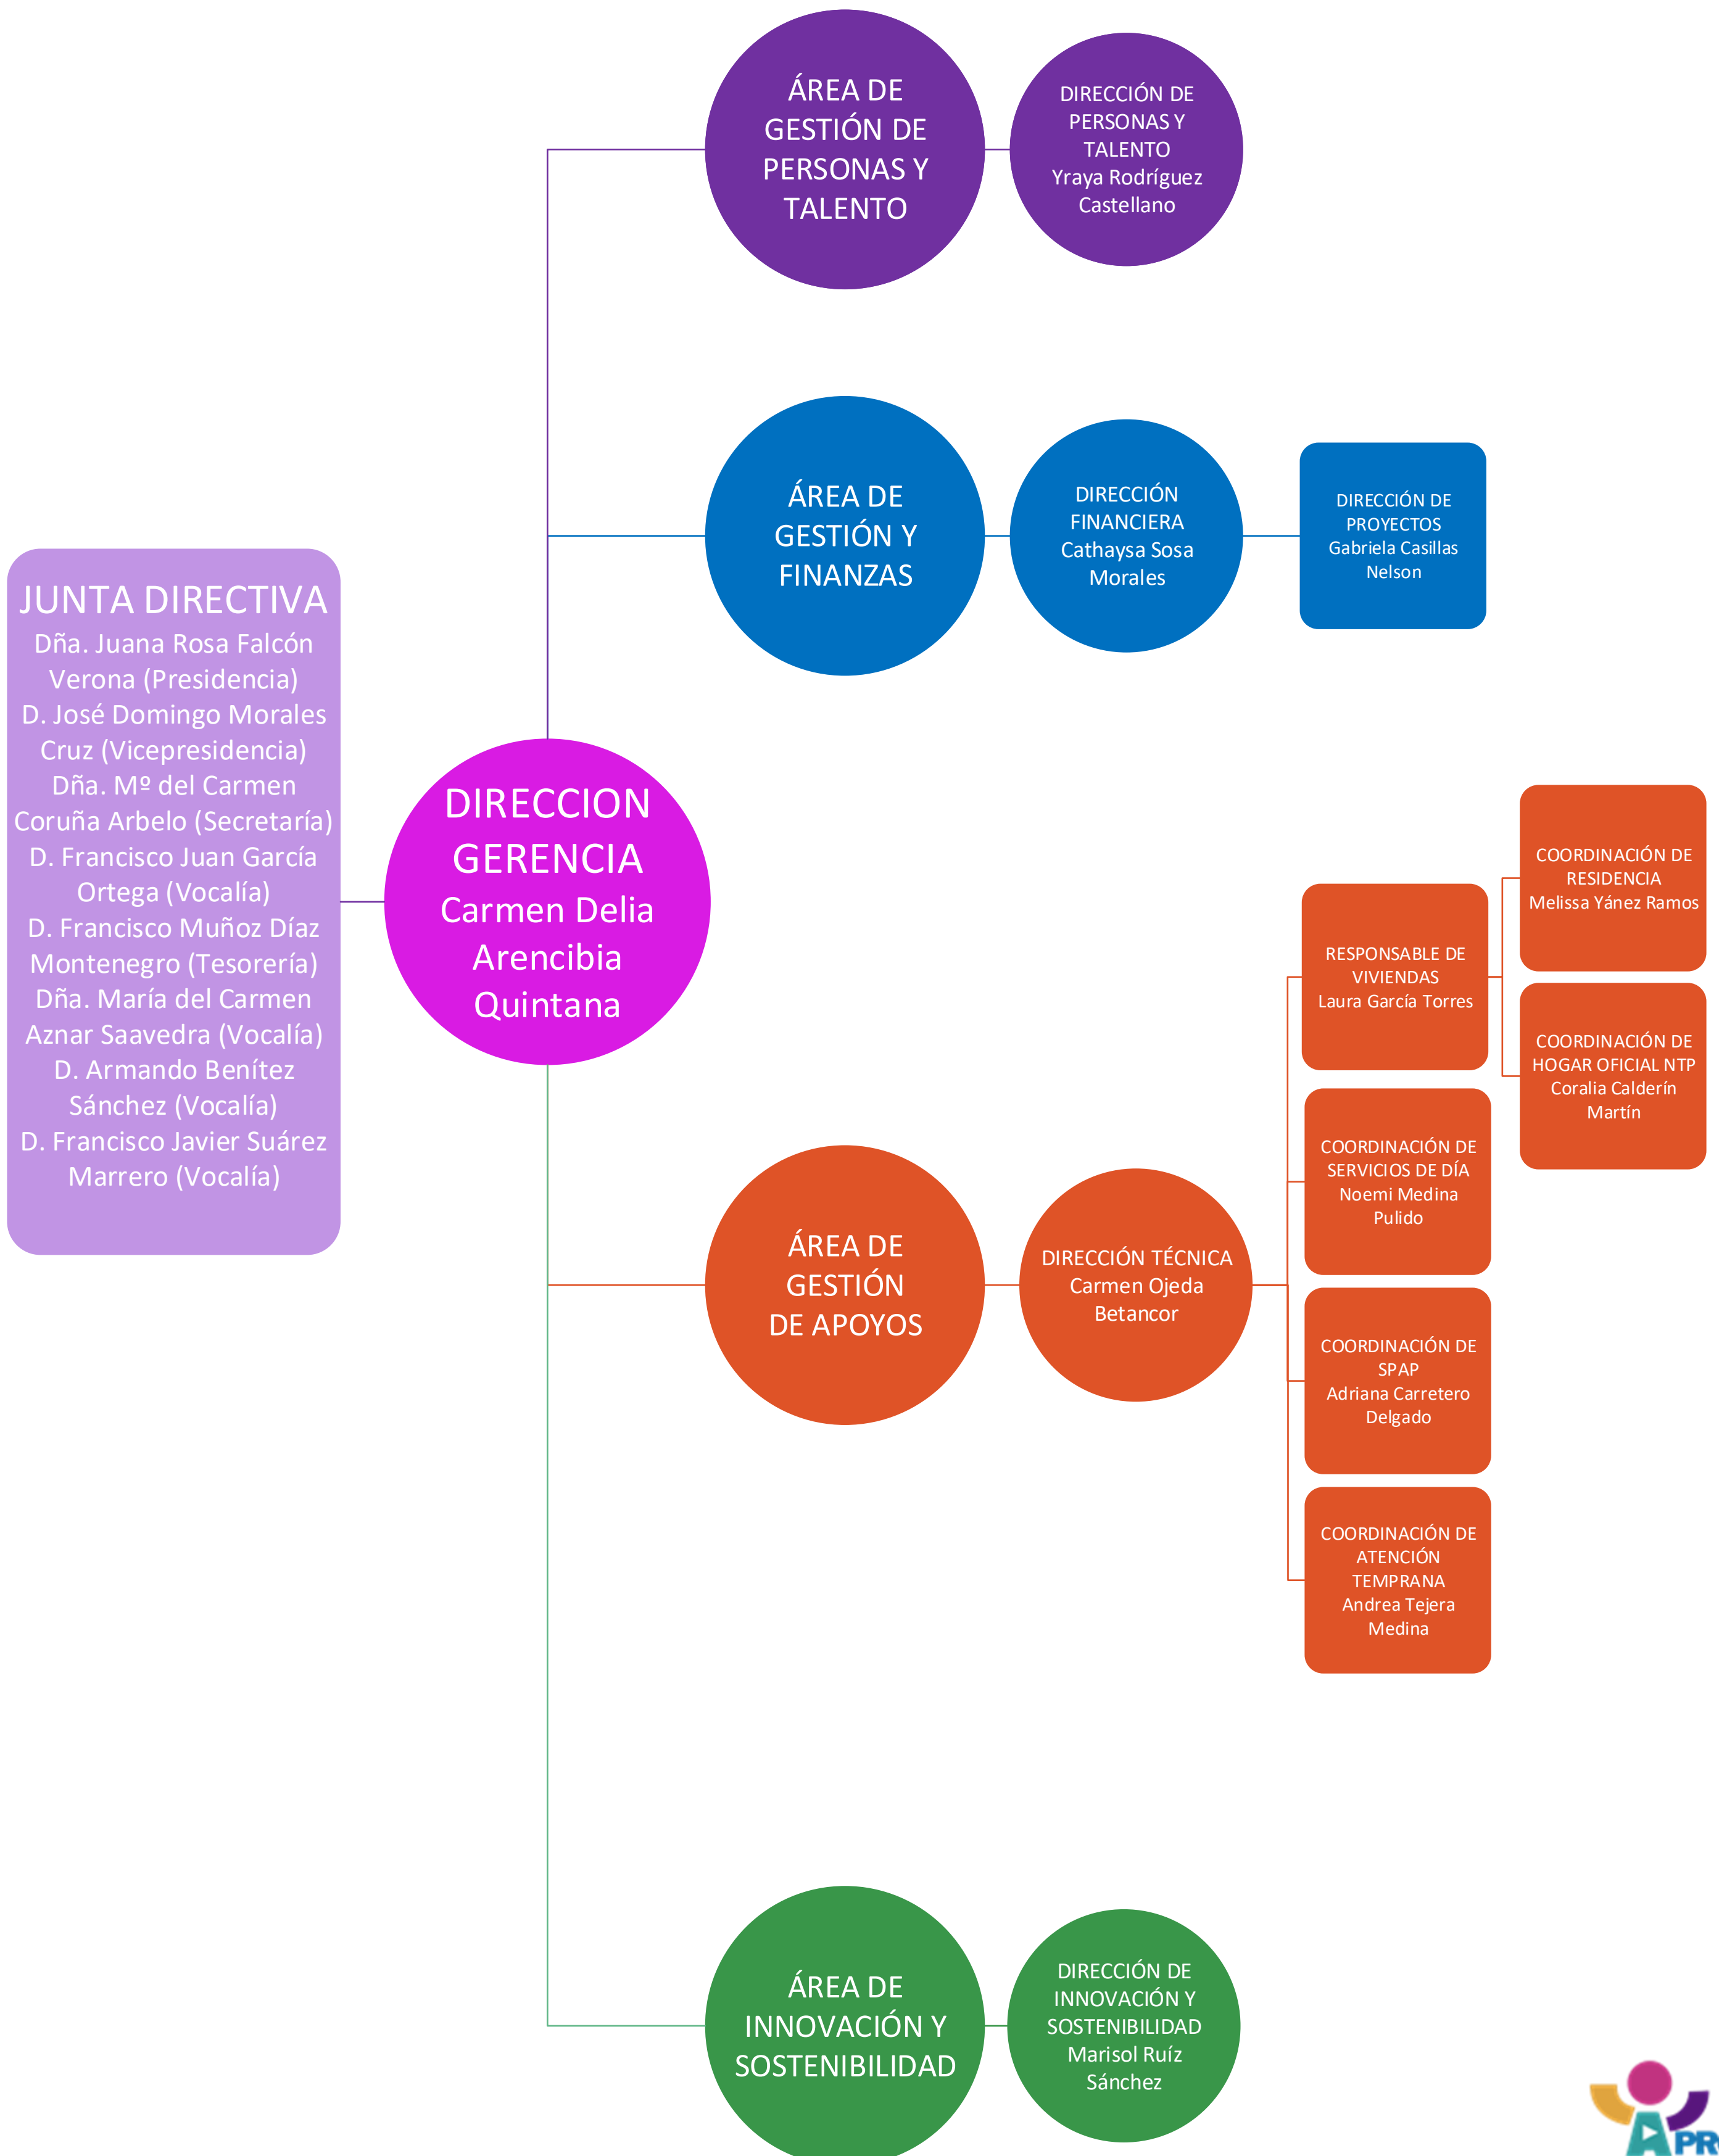 JUNTA DIRECTIVA
Dña. Juana Rosa Falcón
Verona (Presidencia)
D. José Domingo Morales
Cruz (Vicepresidencia)
Dña. Mº del Carmen
Coruña Arbelo (Secretaría)
D. Francisco Juan García
Ortega (Vocalía)
D. Francisco Muñoz Díaz
Montenegro (Tesorería)
Dña. María del Carmen
Aznar Saavedra (Vocalía)
D. Armando Benítez
Sánchez (Vocalía)
D. Francisco Javier Suárez
Marrero (Vocalía)
DIRECCION
GERENCIA
Carmen Delia
Arencibia
Quintana
ÁREA DE
GESTIÓN DE
PERSONAS Y
TALENTO
DIRECCIÓN DE
PERSONAS Y
TALENTO
Yraya Rodríguez
Castellano
ÁREA DE
GESTIÓN Y
FINANZAS
DIRECCIÓN
FINANCIERA
Cathaysa Sosa
Morales
DIRECCIÓN DE
PROYECTOS
Gabriela Casillas
Nelson
ÁREA DE
GESTIÓN
DE APOYOS
DIRECCIÓN TÉCNICA
Carmen Ojeda
Betancor
RESPONSABLE DE
VIVIENDAS
Laura García Torres
COORDINACIÓN DE
RESIDENCIA
Melissa Yánez Ramos
COORDINACIÓN DE
HOGAR OFICIAL NTP
Coralia Calderín
Martín
COORDINACIÓN DE
SERVICIOS DE DÍA
Noemi Medina
Pulido
COORDINACIÓN DE
SPAP
Adriana Carretero
Delgado
COORDINACIÓN DE
ATENCIÓN
TEMPRANA
Andrea Tejera
Medina
ÁREA DE
INNOVACIÓN Y
SOSTENIBILIDAD
DIRECCIÓN DE
INNOVACIÓN Y
SOSTENIBILIDAD
Marisol Ruíz
Sánchez